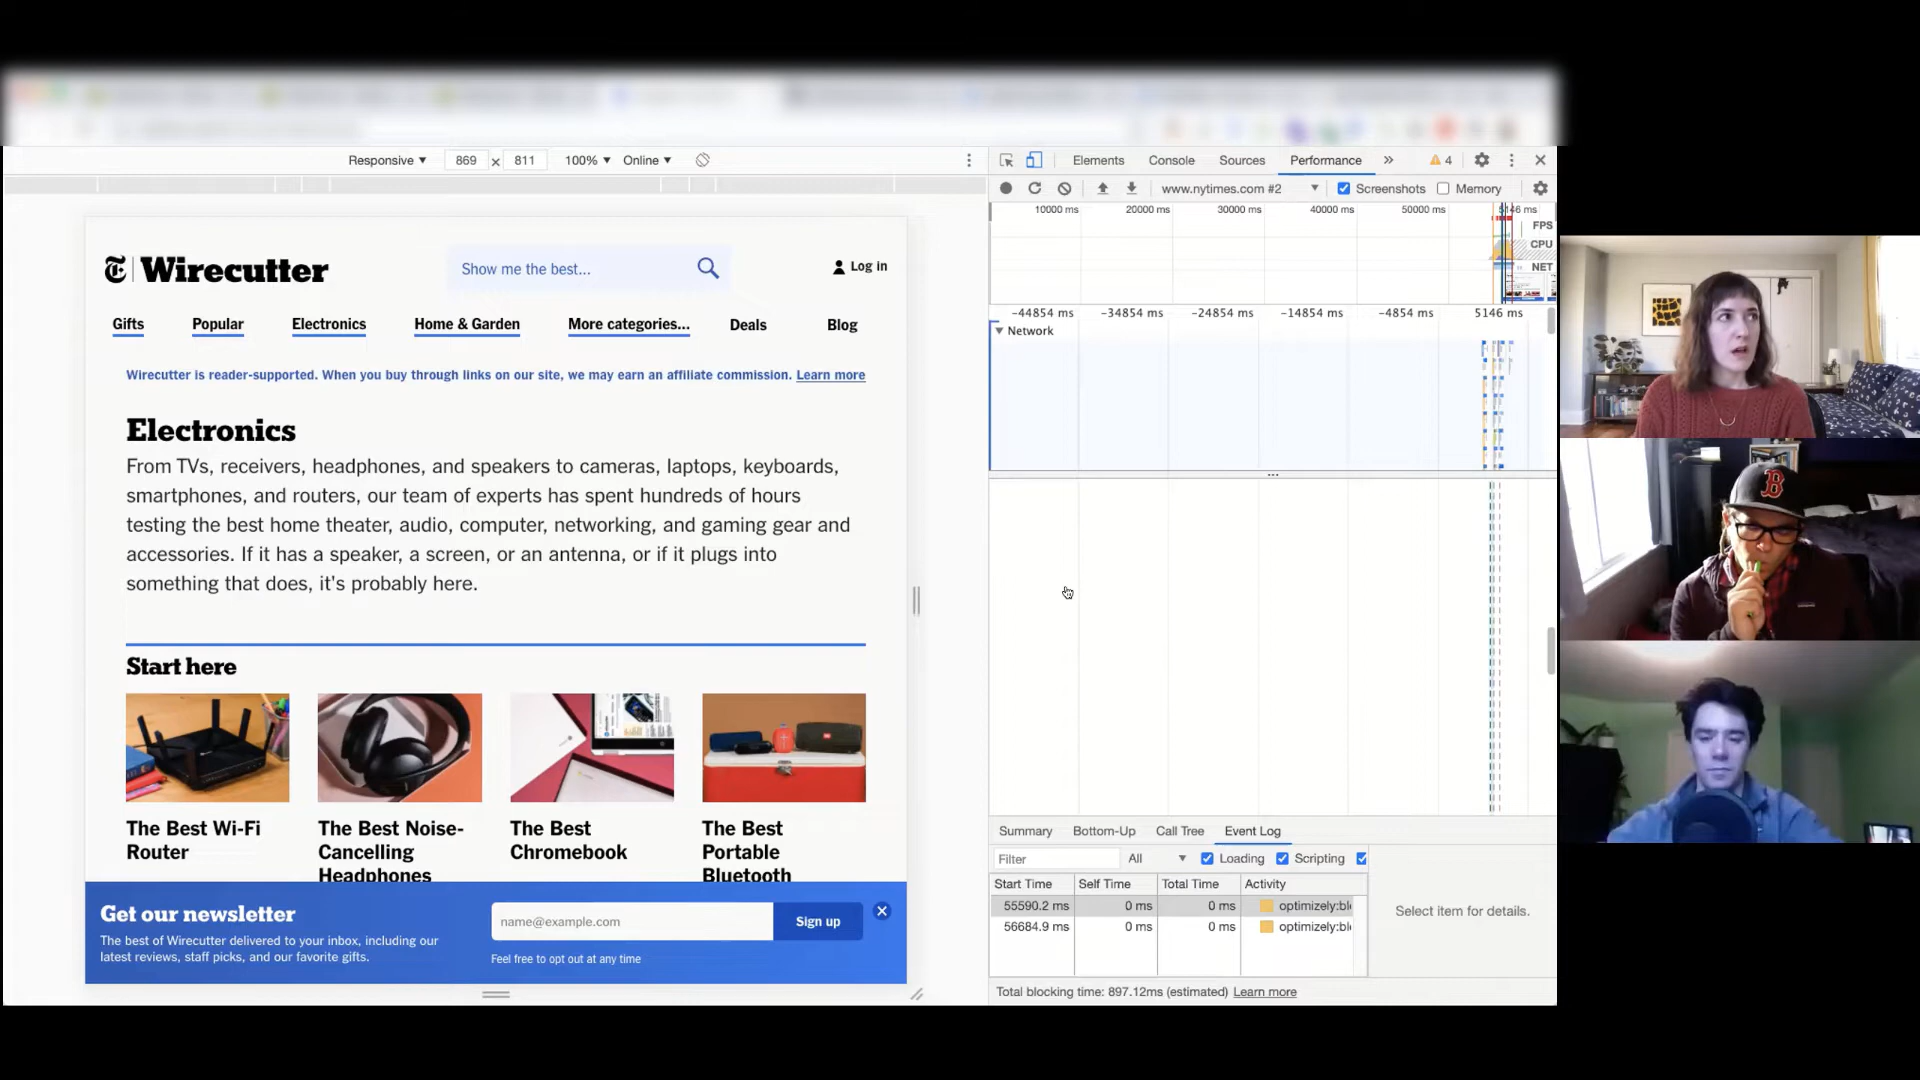 Responsive 869 x 811 100% Online
Elements Console Sources Performance » 4
www.nytimes.com #2 Screenshots Memory
10000 ms 20000 ms 30000 ms 40000 ms 50000 ms
FPS
CPU
NET
-44854 ms -34854 ms -24854 ms -14854 ms -4854 ms 5146 ms
Network
Wirecutter
Show me the best...
Log in
Gifts Popular Electronics Home & Garden More categories... Deals Blog
Wirecutter is reader-supported. When you buy through links on our site, we may earn an affiliate commission. Learn more
Electronics
From TVs, receivers, headphones, and speakers to cameras, laptops, keyboards,
smartphones, and routers, our team of experts has spent hundreds of hours
testing the best home theater, audio, computer, networking, and gaming gear and
accessories. If it has a speaker, a screen, or an antenna, or if it plugs into
something that does, it's probably here.
Start here
The Best Wi-Fi
Router
The Best Noise-
Cancelling
Headphones
The Best
Chromebook
The Best
Portable
Bluetooth
Get our newsletter
The best of Wirecutter delivered to your inbox, including our
latest reviews, staff picks, and our favorite gifts.
name@example.com
Sign up
Feel free to opt out at any time
Summary Bottom-Up Call Tree Event Log
Filter All Loading Scripting
Start Time Self Time Total Time Activity
55590.2 ms 0 ms 0 ms optimizely:bl
56684.9 ms 0 ms 0 ms optimizely:bl
Select item for details.
Total blocking time: 897.12ms (estimated) Learn more
B